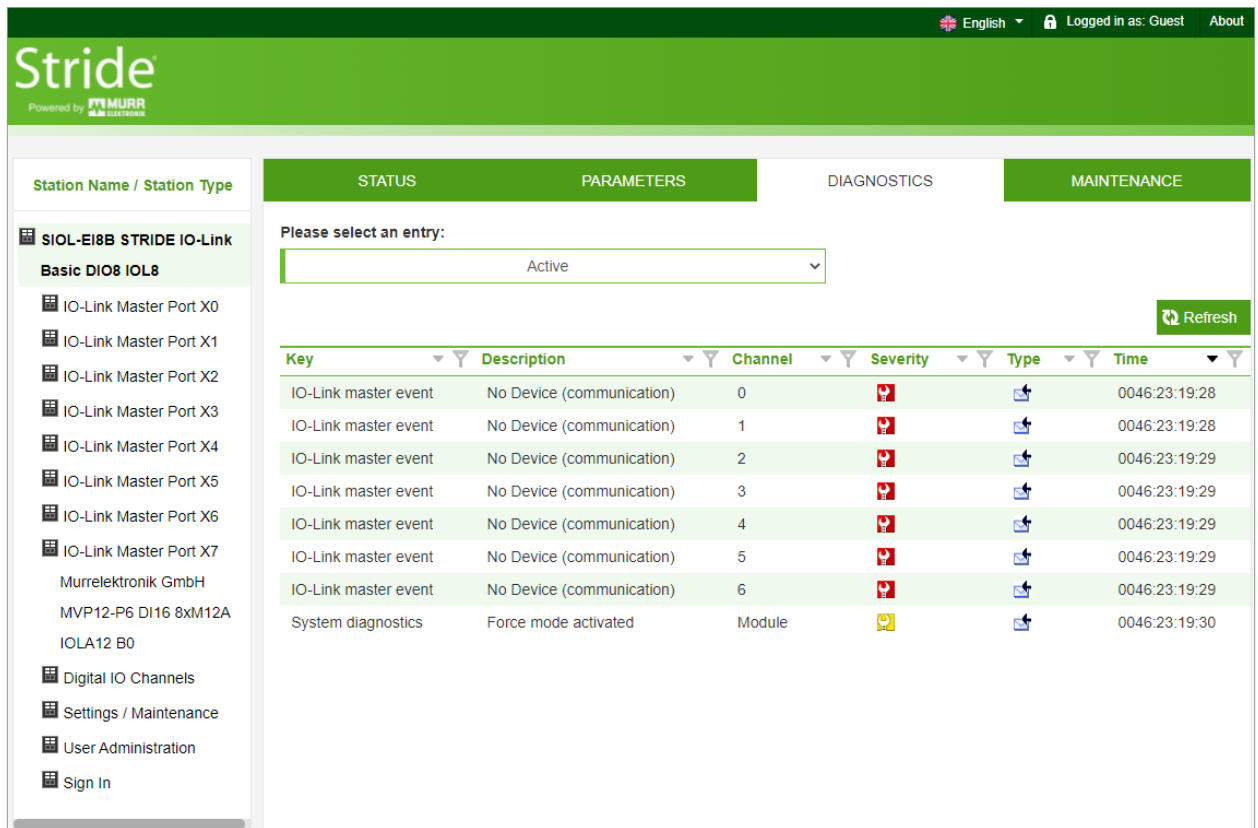 English
Logged in as: Guest
About
Stride
Powered by MURR
ELEKTRONIK
Station Name / Station Type
SIOL-EI8B STRIDE IO-Link
Basic DIO8 IOL8
IO-Link Master Port X0
IO-Link Master Port X1
IO-Link Master Port X2
IO-Link Master Port X3
IO-Link Master Port X4
IO-Link Master Port X5
IO-Link Master Port X6
IO-Link Master Port X7
Murrelektronik GmbH
MVP12-P6 DI16 8xM12A
IOLA12 B0
Digital IO Channels
Settings / Maintenance
User Administration
Sign In
STATUS PARAMETERS DIAGNOSTICS MAINTENANCE
Please select an entry:
Active
Refresh
Key Description Channel Severity Type Time
IO-Link master event No Device (communication) 0 0046:23:19:28
IO-Link master event No Device (communication) 1 0046:23:19:28
IO-Link master event No Device (communication) 2 0046:23:19:29
IO-Link master event No Device (communication) 3 0046:23:19:29
IO-Link master event No Device (communication) 4 0046:23:19:29
IO-Link master event No Device (communication) 5 0046:23:19:29
IO-Link master event No Device (communication) 6 0046:23:19:29
System diagnostics Force mode activated Module 0046:23:19:30